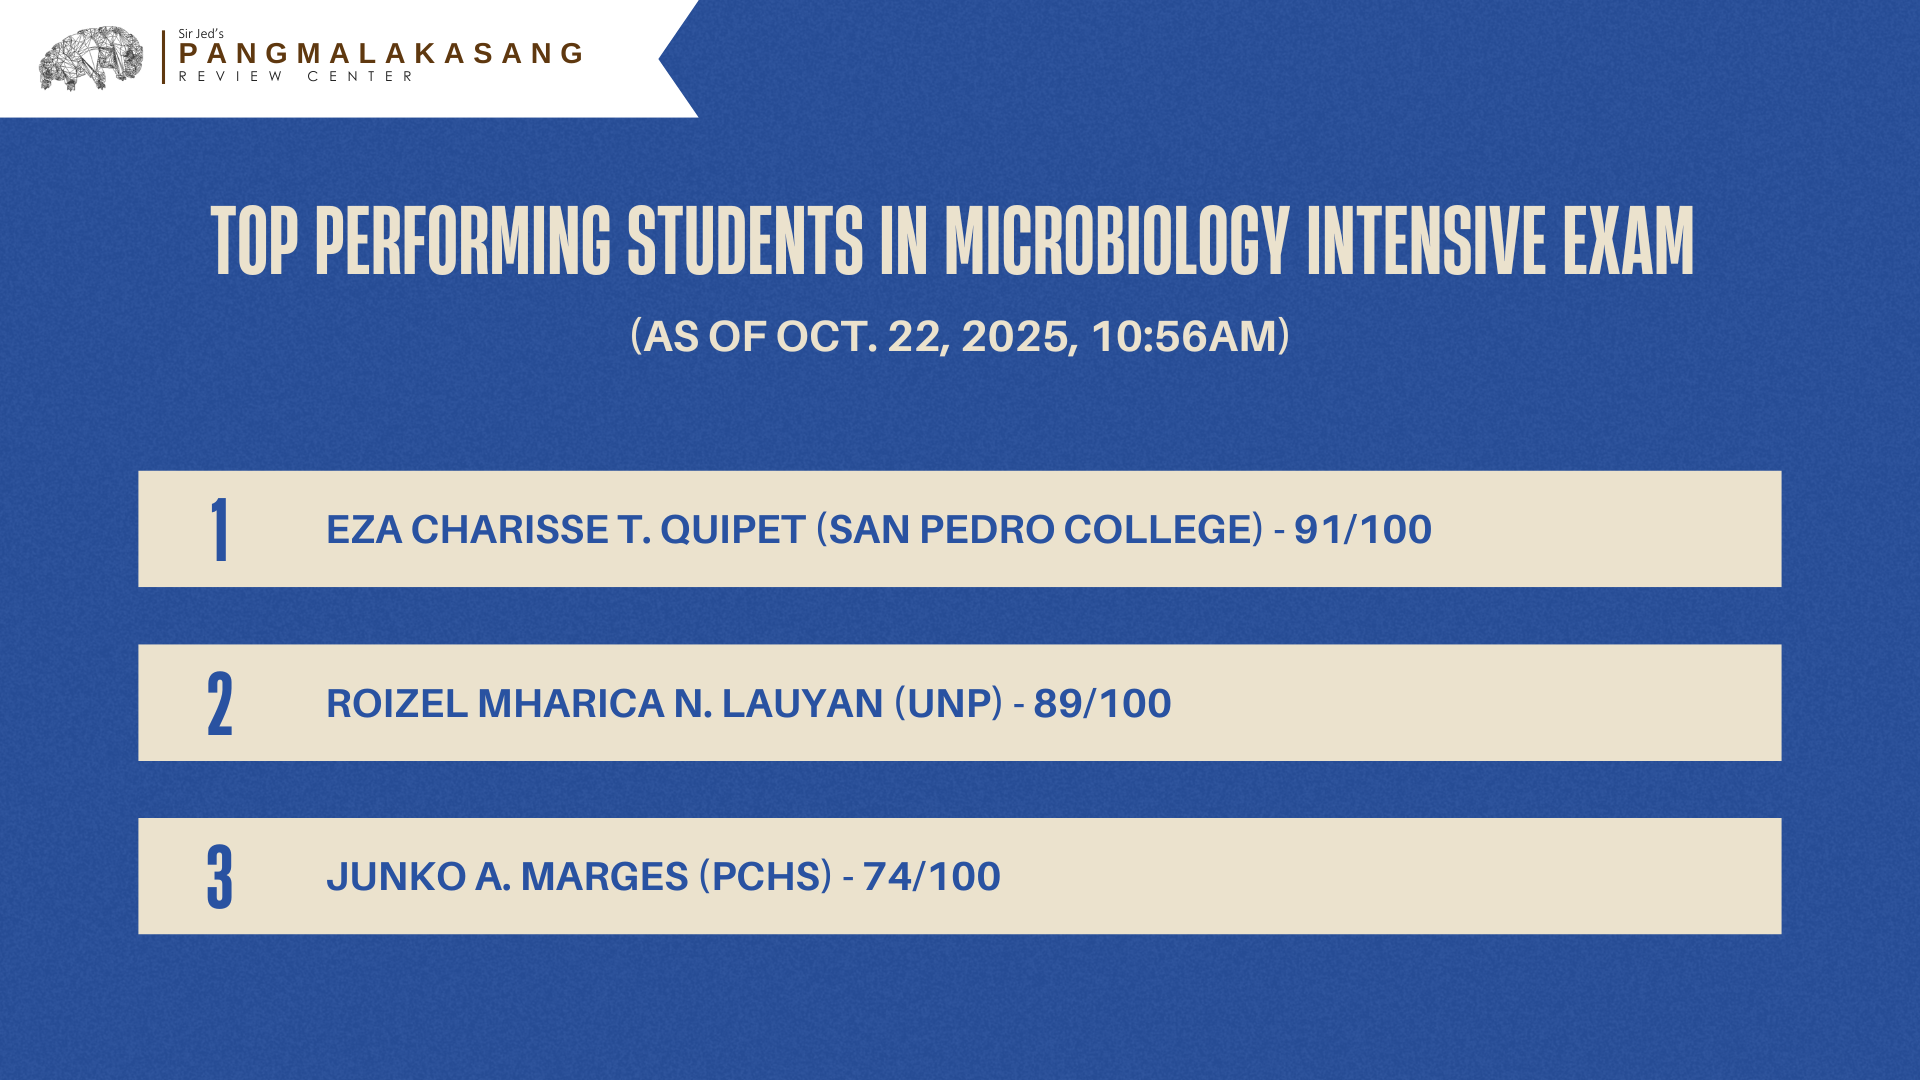 Sir Jed's
PANGMALAKASANG
REVIEW CENTER
TOP PERFORMING STUDENTS IN MICROBIOLOGY INTENSIVE EXAM
(AS OF OCT. 22, 2025, 10:56AM)
1 EZA CHARISSE T. QUIPET (SAN PEDRO COLLEGE) - 91/100
2 ROIZEL MHARICA N. LAUYAN (UNP) - 89/100
3 JUNKO A. MARGES (PCHS) - 74/100